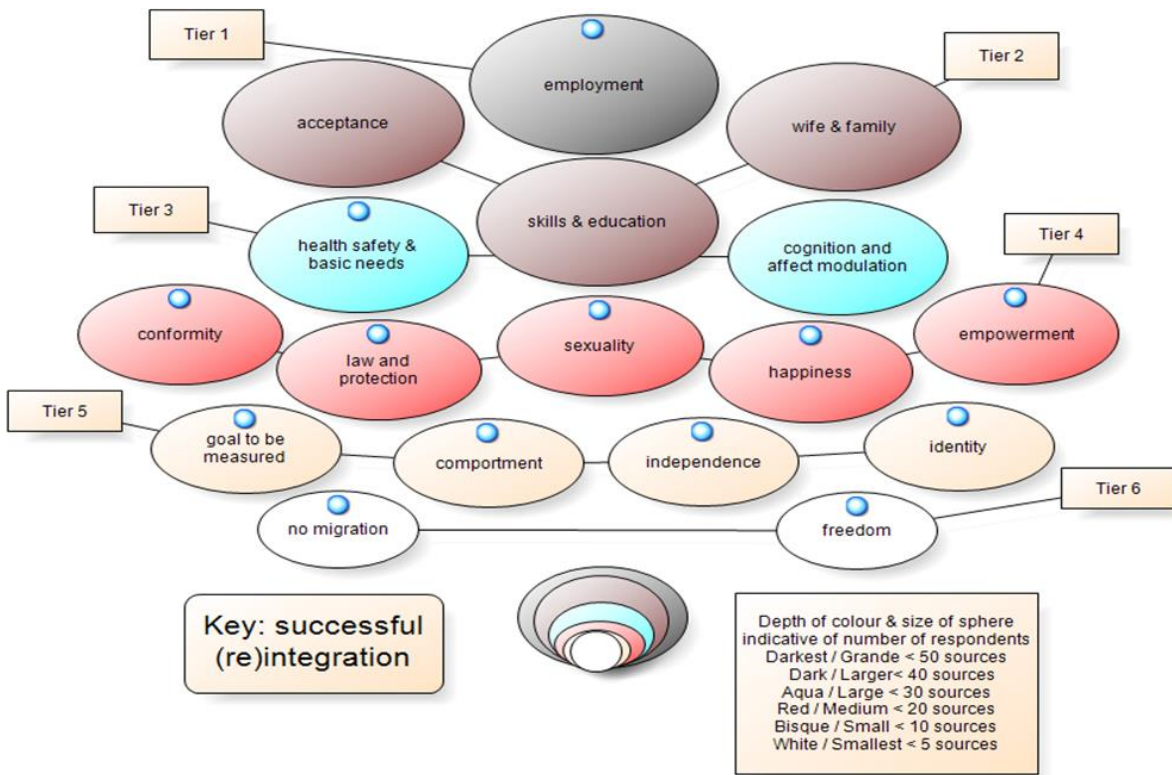 Tier 1
employment
Tier 2
acceptance
wife & family
Tier 3
skills & education
health safety &
basic needs
cognition and
affect modulation
Tier 4
conformity
law and
protection
sexuality
happiness
empowerment
Tier 5
goal to be
measured
comportment
independence
identity
Tier 6
no migration
freedom
Key: successful
(re)integration
Depth of colour & size of sphere
indicative of number of respondents
Darkest / Grande < 50 sources
Dark / Larger< 40 sources
Aqua / Large < 30 sources
Red / Medium < 20 sources
Bisque / Small < 10 sources
White / Smallest < 5 sources